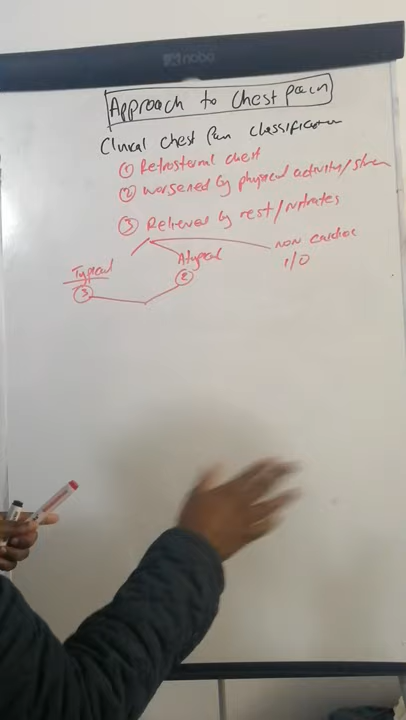 nobo
Approach to Chest pain
Clinical chest Pain classification
① Retrosternal chest
② Worsened by physical activity/stress
③ Relieved by rest/Nitrates
Typical
③
Atypical
②
non cardiac
1/0